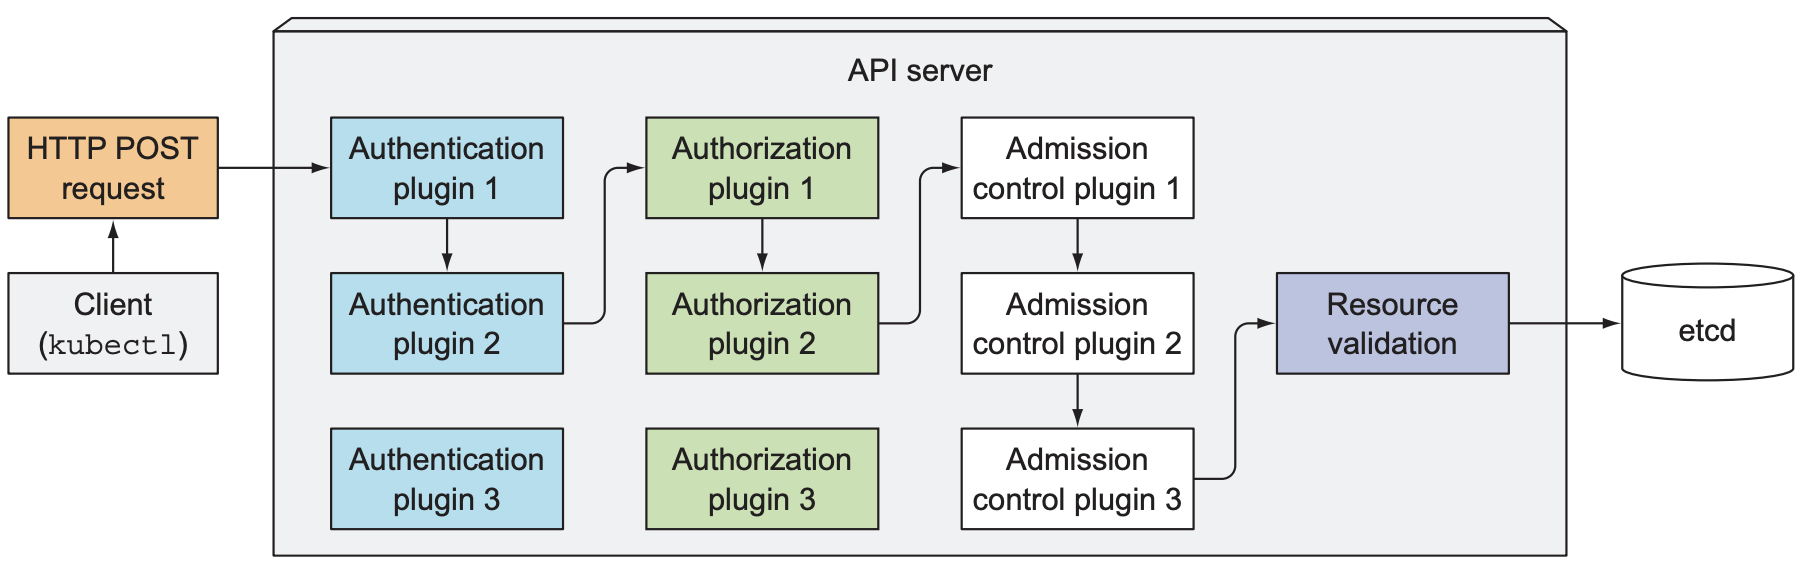 API server
HTTP POST
request
Client
(kubectl)
Authentication
plugin 1
Authentication
plugin 2
Authentication
plugin 3
Authorization
plugin 1
Authorization
plugin 2
Authorization
plugin 3
Admission
control plugin 1
Admission
control plugin 2
Admission
control plugin 3
Resource
validation
etcd